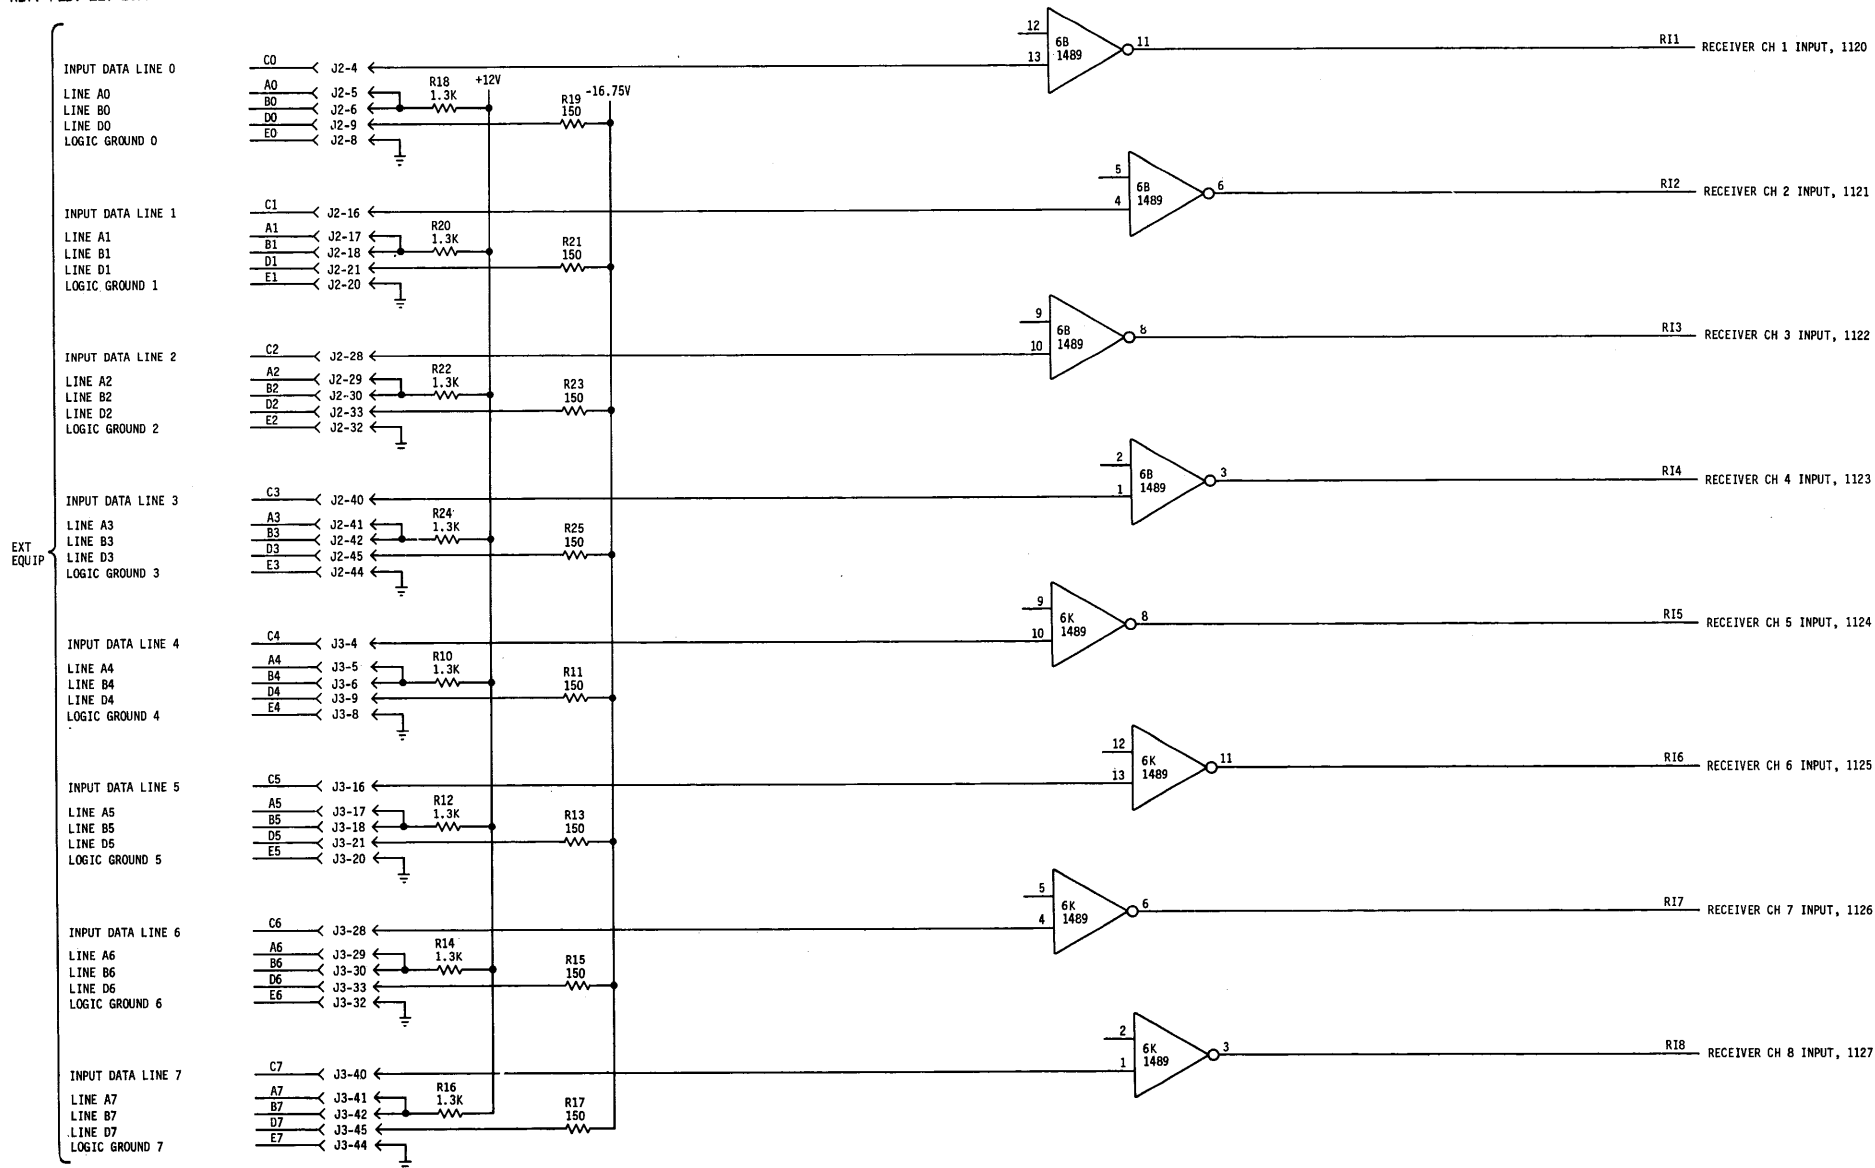 12
6B
1489
13
11
RI1
RECEIVER CH 1 INPUT, 1120
INPUT DATA LINE 0
C0
J2-4
LINE A0
A0
J2-5
R18
1.3K
+12V
R19
150
-16.75V
LINE B0
B0
J2-6
LINE D0
D0
J2-9
LOGIC GROUND 0
E0
J2-8
5
6B
1489
4
6
RI2
RECEIVER CH 2 INPUT, 1121
INPUT DATA LINE 1
C1
J2-16
LINE A1
A1
J2-17
R20
1.3K
R21
150
LINE B1
B1
J2-18
LINE D1
D1
J2-21
LOGIC GROUND 1
E1
J2-20
9
6B
1489
10
8
RI3
RECEIVER CH 3 INPUT, 1122
INPUT DATA LINE 2
C2
J2-28
LINE A2
A2
J2-29
R22
1.3K
R23
150
LINE B2
B2
J2-30
LINE D2
D2
J2-33
LOGIC GROUND 2
E2
J2-32
2
6B
1489
1
3
RI4
RECEIVER CH 4 INPUT, 1123
INPUT DATA LINE 3
C3
J2-40
LINE A3
A3
J2-41
R24
1.3K
R25
150
LINE B3
B3
J2-42
LINE D3
D3
J2-45
LOGIC GROUND 3
E3
J2-44
EXT
EQUIP
9
6K
1489
10
8
RI5
RECEIVER CH 5 INPUT, 1124
INPUT DATA LINE 4
C4
J3-4
LINE A4
A4
J3-5
R10
1.3K
R11
150
LINE B4
B4
J3-6
LINE D4
D4
J3-9
LOGIC GROUND 4
E4
J3-8
12
6K
1489
13
11
RI6
RECEIVER CH 6 INPUT, 1125
INPUT DATA LINE 5
C5
J3-16
LINE A5
A5
J3-17
R12
1.3K
R13
150
LINE B5
B5
J3-18
LINE D5
D5
J3-21
LOGIC GROUND 5
E5
J3-20
5
6K
1489
4
6
RI7
RECEIVER CH 7 INPUT, 1126
INPUT DATA LINE 6
C6
J3-28
LINE A6
A6
J3-29
R14
1.3K
R15
150
LINE B6
B6
J3-30
LINE D6
D6
J3-33
LOGIC GROUND 6
E6
J3-32
2
6K
1489
1
3
RI8
RECEIVER CH 8 INPUT, 1127
INPUT DATA LINE 7
C7
J3-40
LINE A7
A7
J3-41
R16
1.3K
R17
150
LINE B7
B7
J3-42
LINE D7
D7
J3-45
LOGIC GROUND 7
E7
J3-44